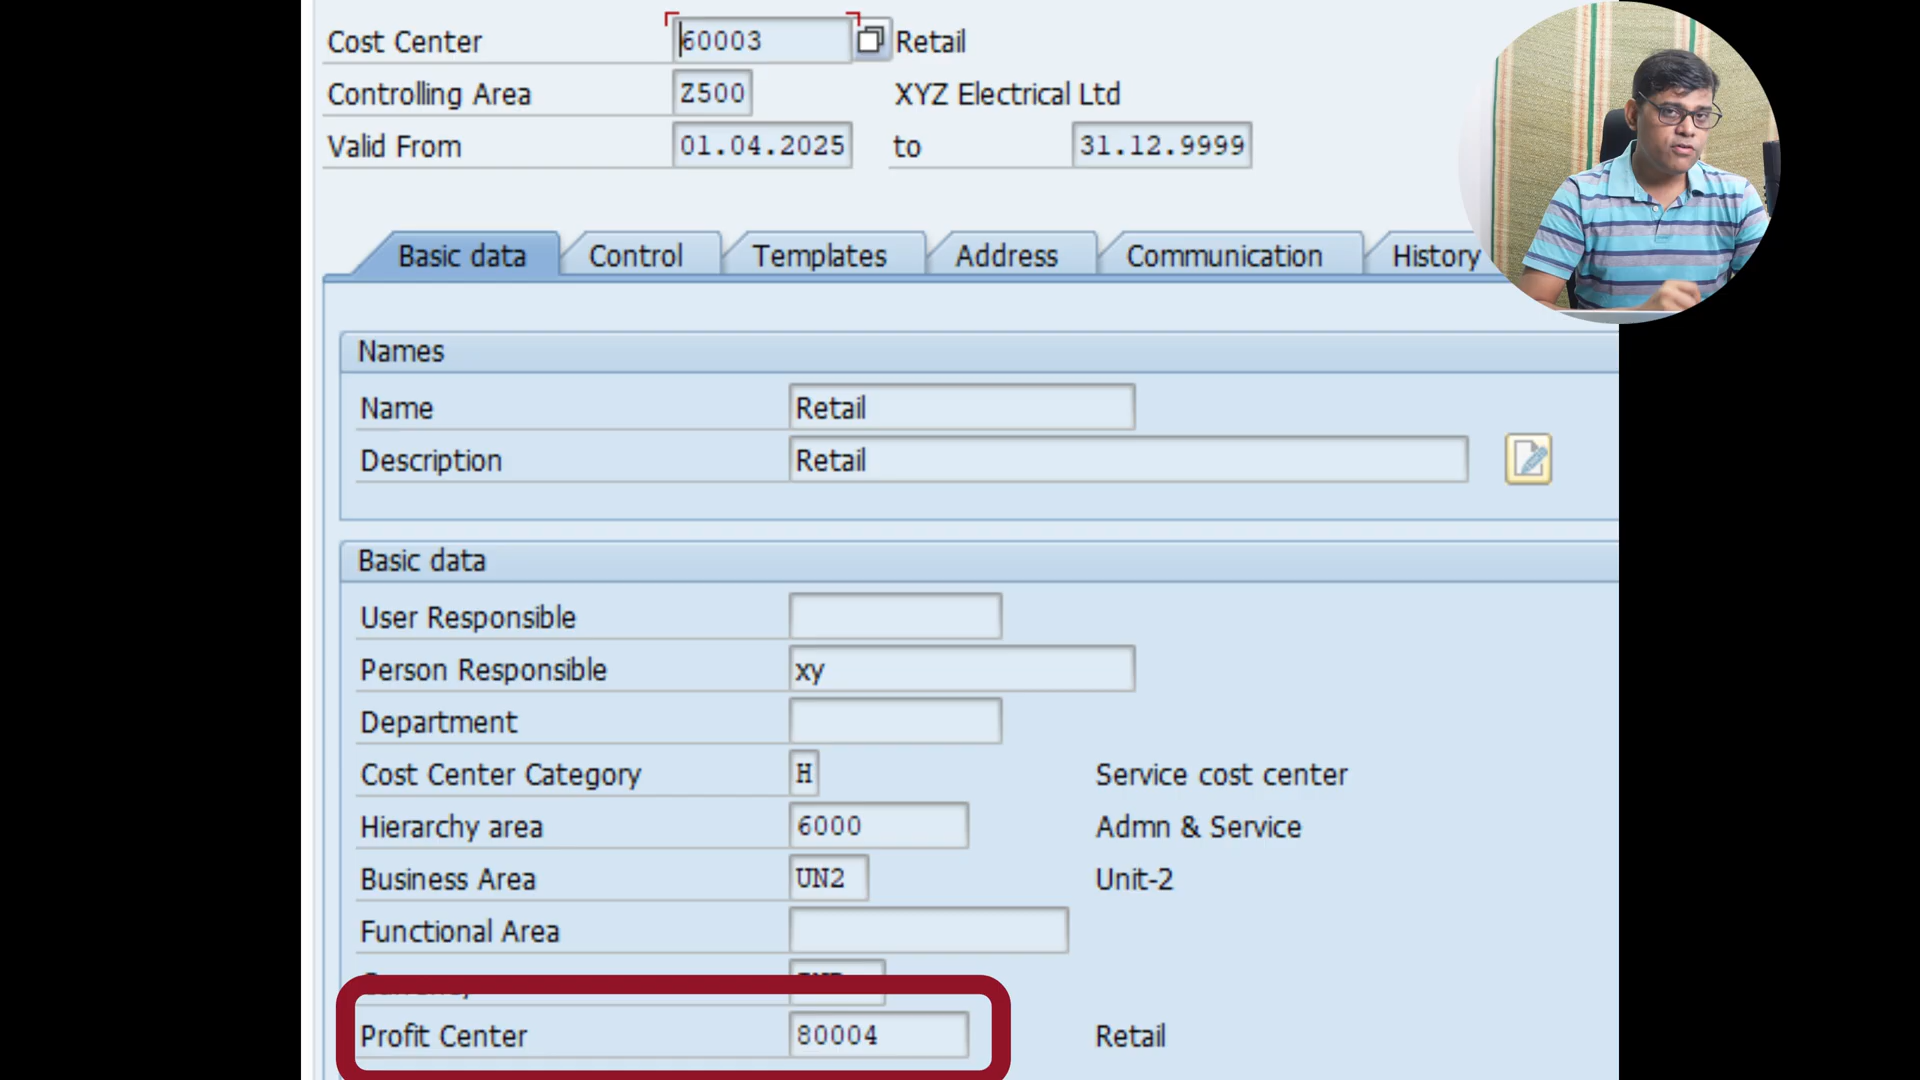 Cost Center 60003 Retail
Controlling Area Z500 XYZ Electrical Ltd
Valid From 01.04.2025 to 31.12.9999
Basic data Control Templates Address Communication History
Names
Name Retail
Description Retail
Basic data
User Responsible
Person Responsible xy
Department
Cost Center Category H Service cost center
Hierarchy area 6000 Admn & Service
Business Area UN2 Unit-2
Functional Area
Profit Center 80004 Retail